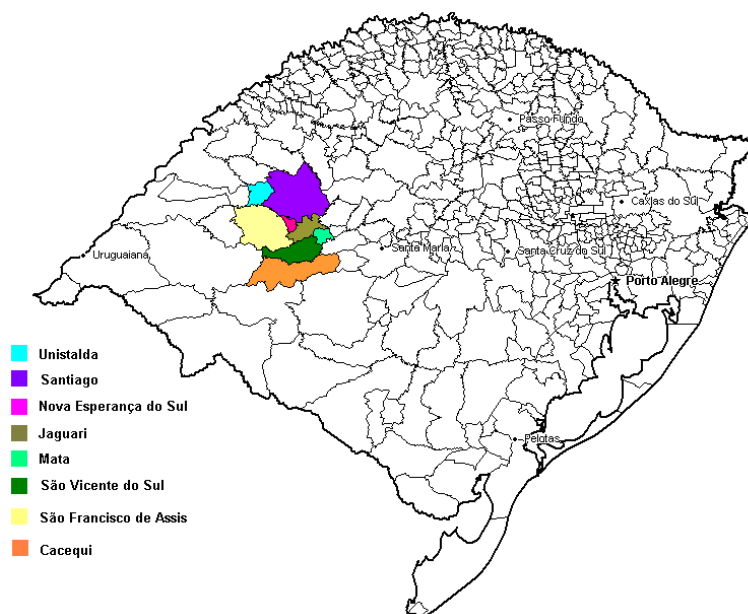 Passo Fundo
Caxias do Sul
Santa Maria
Santa Cruz do Sul
Uruguaiana
Porto Alegre
Unistalda
Santiago
Nova Esperança do Sul
Jaguari
Mata
São Vicente do Sul
São Francisco de Assis
Cacequi
Pelotas